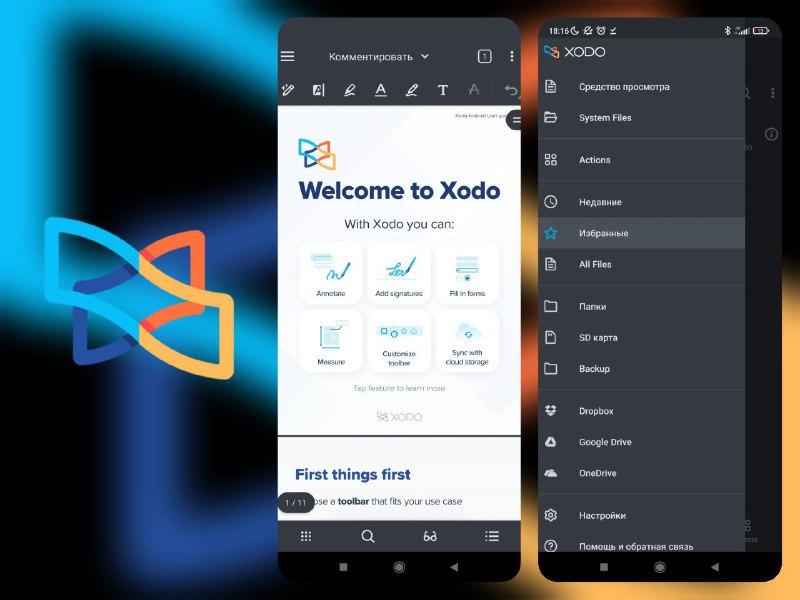 Комментировать
1
T
A
Xodo Android User
Welcome to Xodo
With Xodo you can:
Annotate
Add signatures
Fill in forms
Measure
Customize
toolbar
Sync with
cloud storage
Tap feature to learn more
XODO
First things first
1 / 11
ose a toolbar that fits your use case
18:16
XODO
Средство просмотра
System Files
Actions
Недавние
Избранные
All Files
Папки
SD карта
Backup
Dropbox
Google Drive
OneDrive
Настройки
Помощь и обратная связь
ons